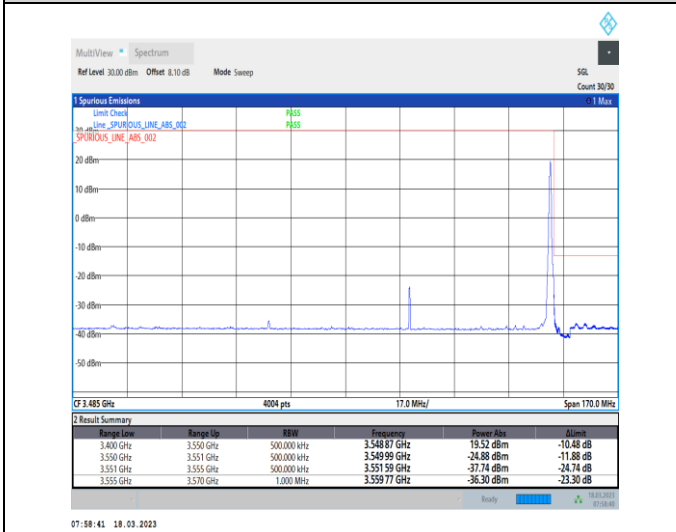 MultiView Spectrum
Ref Level 30.00 dBm Offset 8.10 dB Mode Sweep SGL
Count 30/30
1 Spurious Emissions 1 Max
Limit Check PASS
Line _SPURIOUS_LINE_ABS_002 PASS
_SPURIOUS_LINE_ABS_002
20 dBm
10 dBm
0 dBm
-10 dBm
-20 dBm
-30 dBm
-40 dBm
-50 dBm
CF 3.485 GHz 4004 pts 17.0 MHz/ Span 170.0 MHz
2 Result Summary
Range Low Range Up RBW Frequency Power Abs ΔLimit
3.400 GHz 3.550 GHz 500.000 kHz 3.548 87 GHz 19.52 dBm -10.48 dB
3.550 GHz 3.551 GHz 500.000 kHz 3.549 99 GHz -24.88 dBm -11.88 dB
3.551 GHz 3.555 GHz 500.000 kHz 3.551 59 GHz -37.74 dBm -24.74 dB
3.555 GHz 3.570 GHz 1.000 MHz 3.559 77 GHz -36.30 dBm -23.30 dB
Ready 18.03.2023
07:58:40
07:58:41 18.03.2023